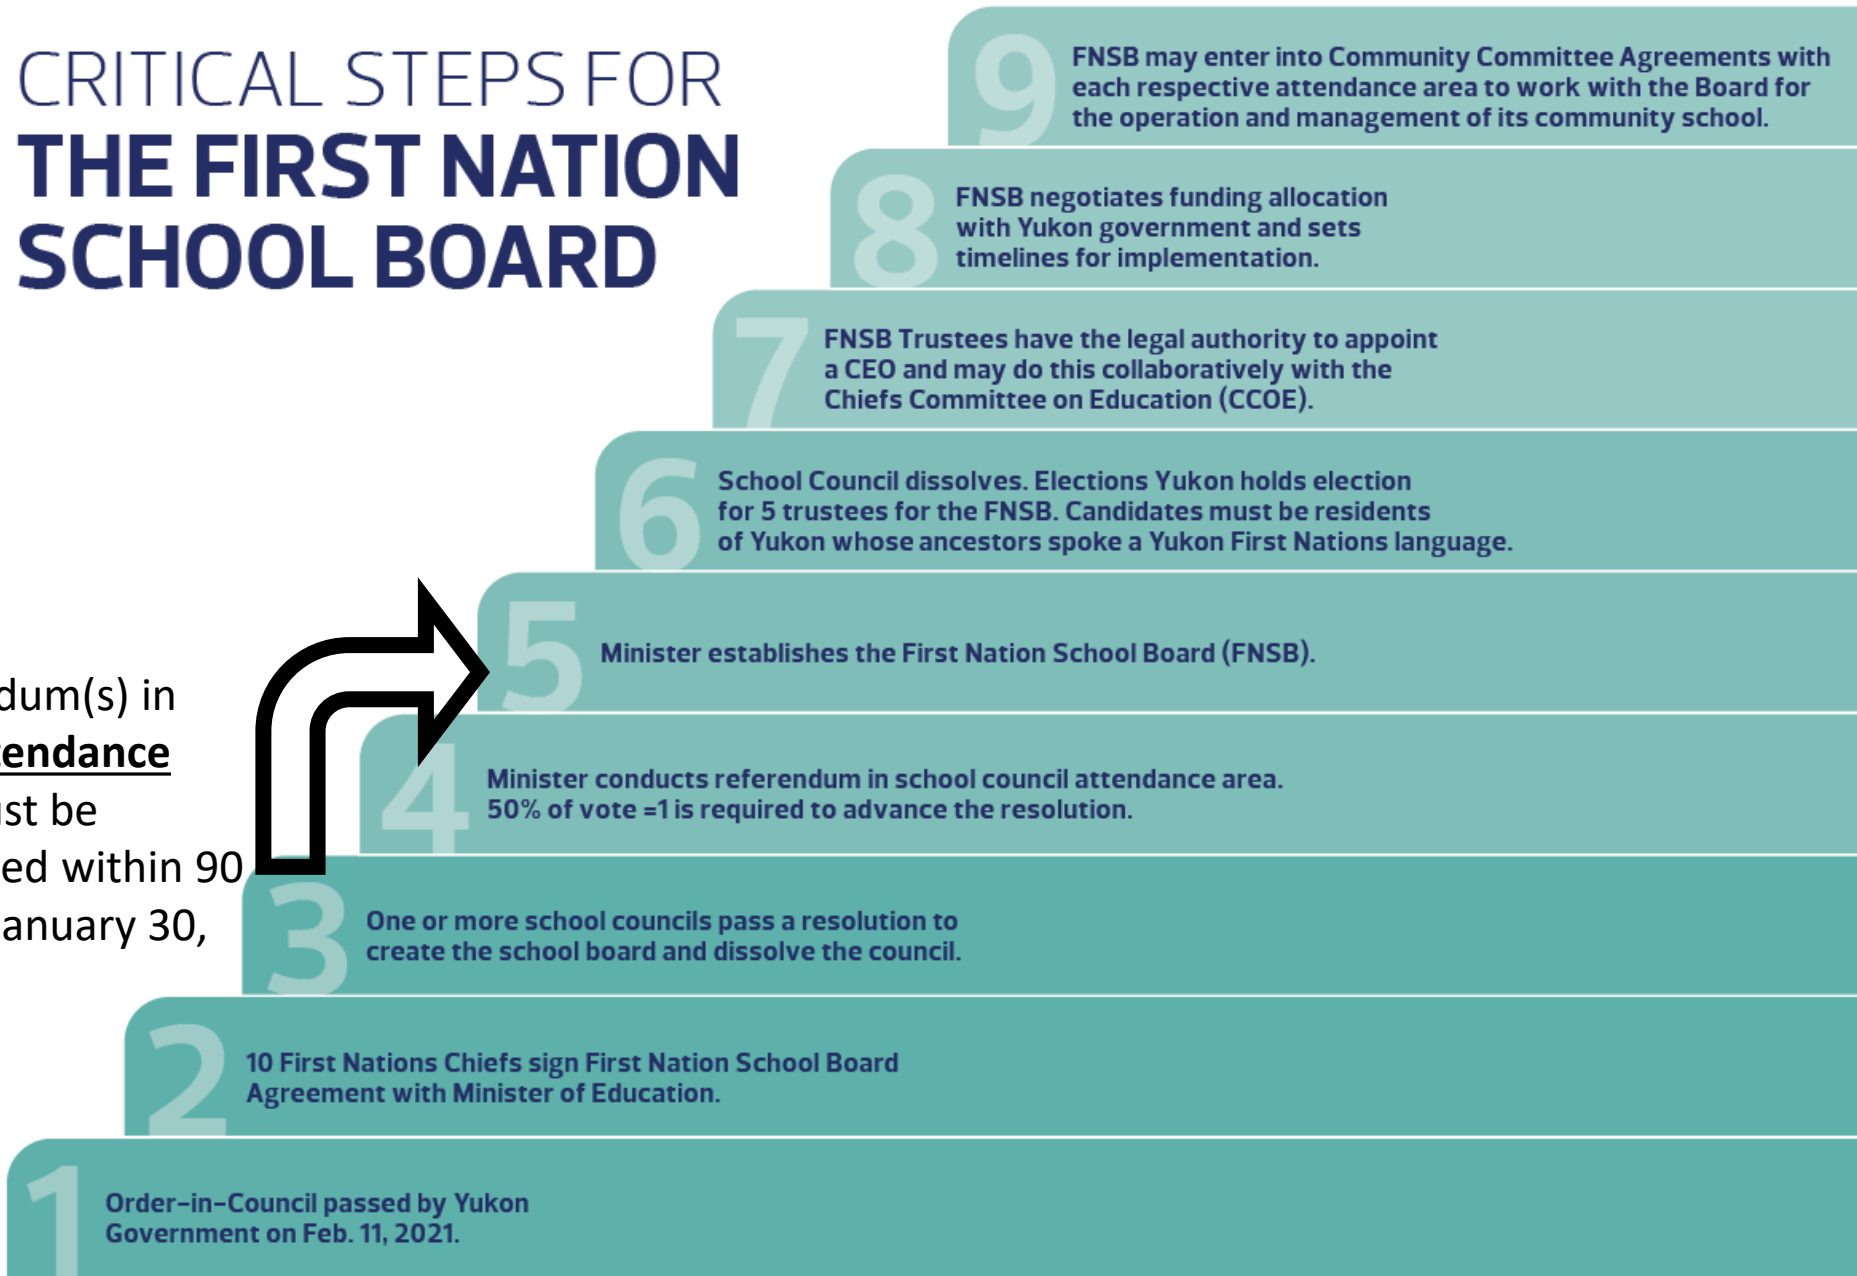 CRITICAL STEPS FOR
THE FIRST NATION
SCHOOL BOARD
9
FNSB may enter into Community Committee Agreements with
each respective attendance area to work with the Board for
the operation and management of its community school.
8
FNSB negotiates funding allocation
with Yukon government and sets
timelines for implementation.
7
FNSB Trustees have the legal authority to appoint
a CEO and may do this collaboratively with the
Chiefs Committee on Education (CCOE).
6
School Council dissolves. Elections Yukon holds election
for 5 trustees for the FNSB. Candidates must be residents
of Yukon whose ancestors spoke a Yukon First Nations language.
5
Minister establishes the First Nation School Board (FNSB).
dum(s) in
tendance
ust be
ed within 90
anuary 30,
4
Minister conducts referendum in school council attendance area.
50% of vote =1 is required to advance the resolution.
3
One or more school councils pass a resolution to
create the school board and dissolve the council.
2
10 First Nations Chiefs sign First Nation School Board
Agreement with Minister of Education.
1
Order-in-Council passed by Yukon
Government on Feb. 11, 2021.